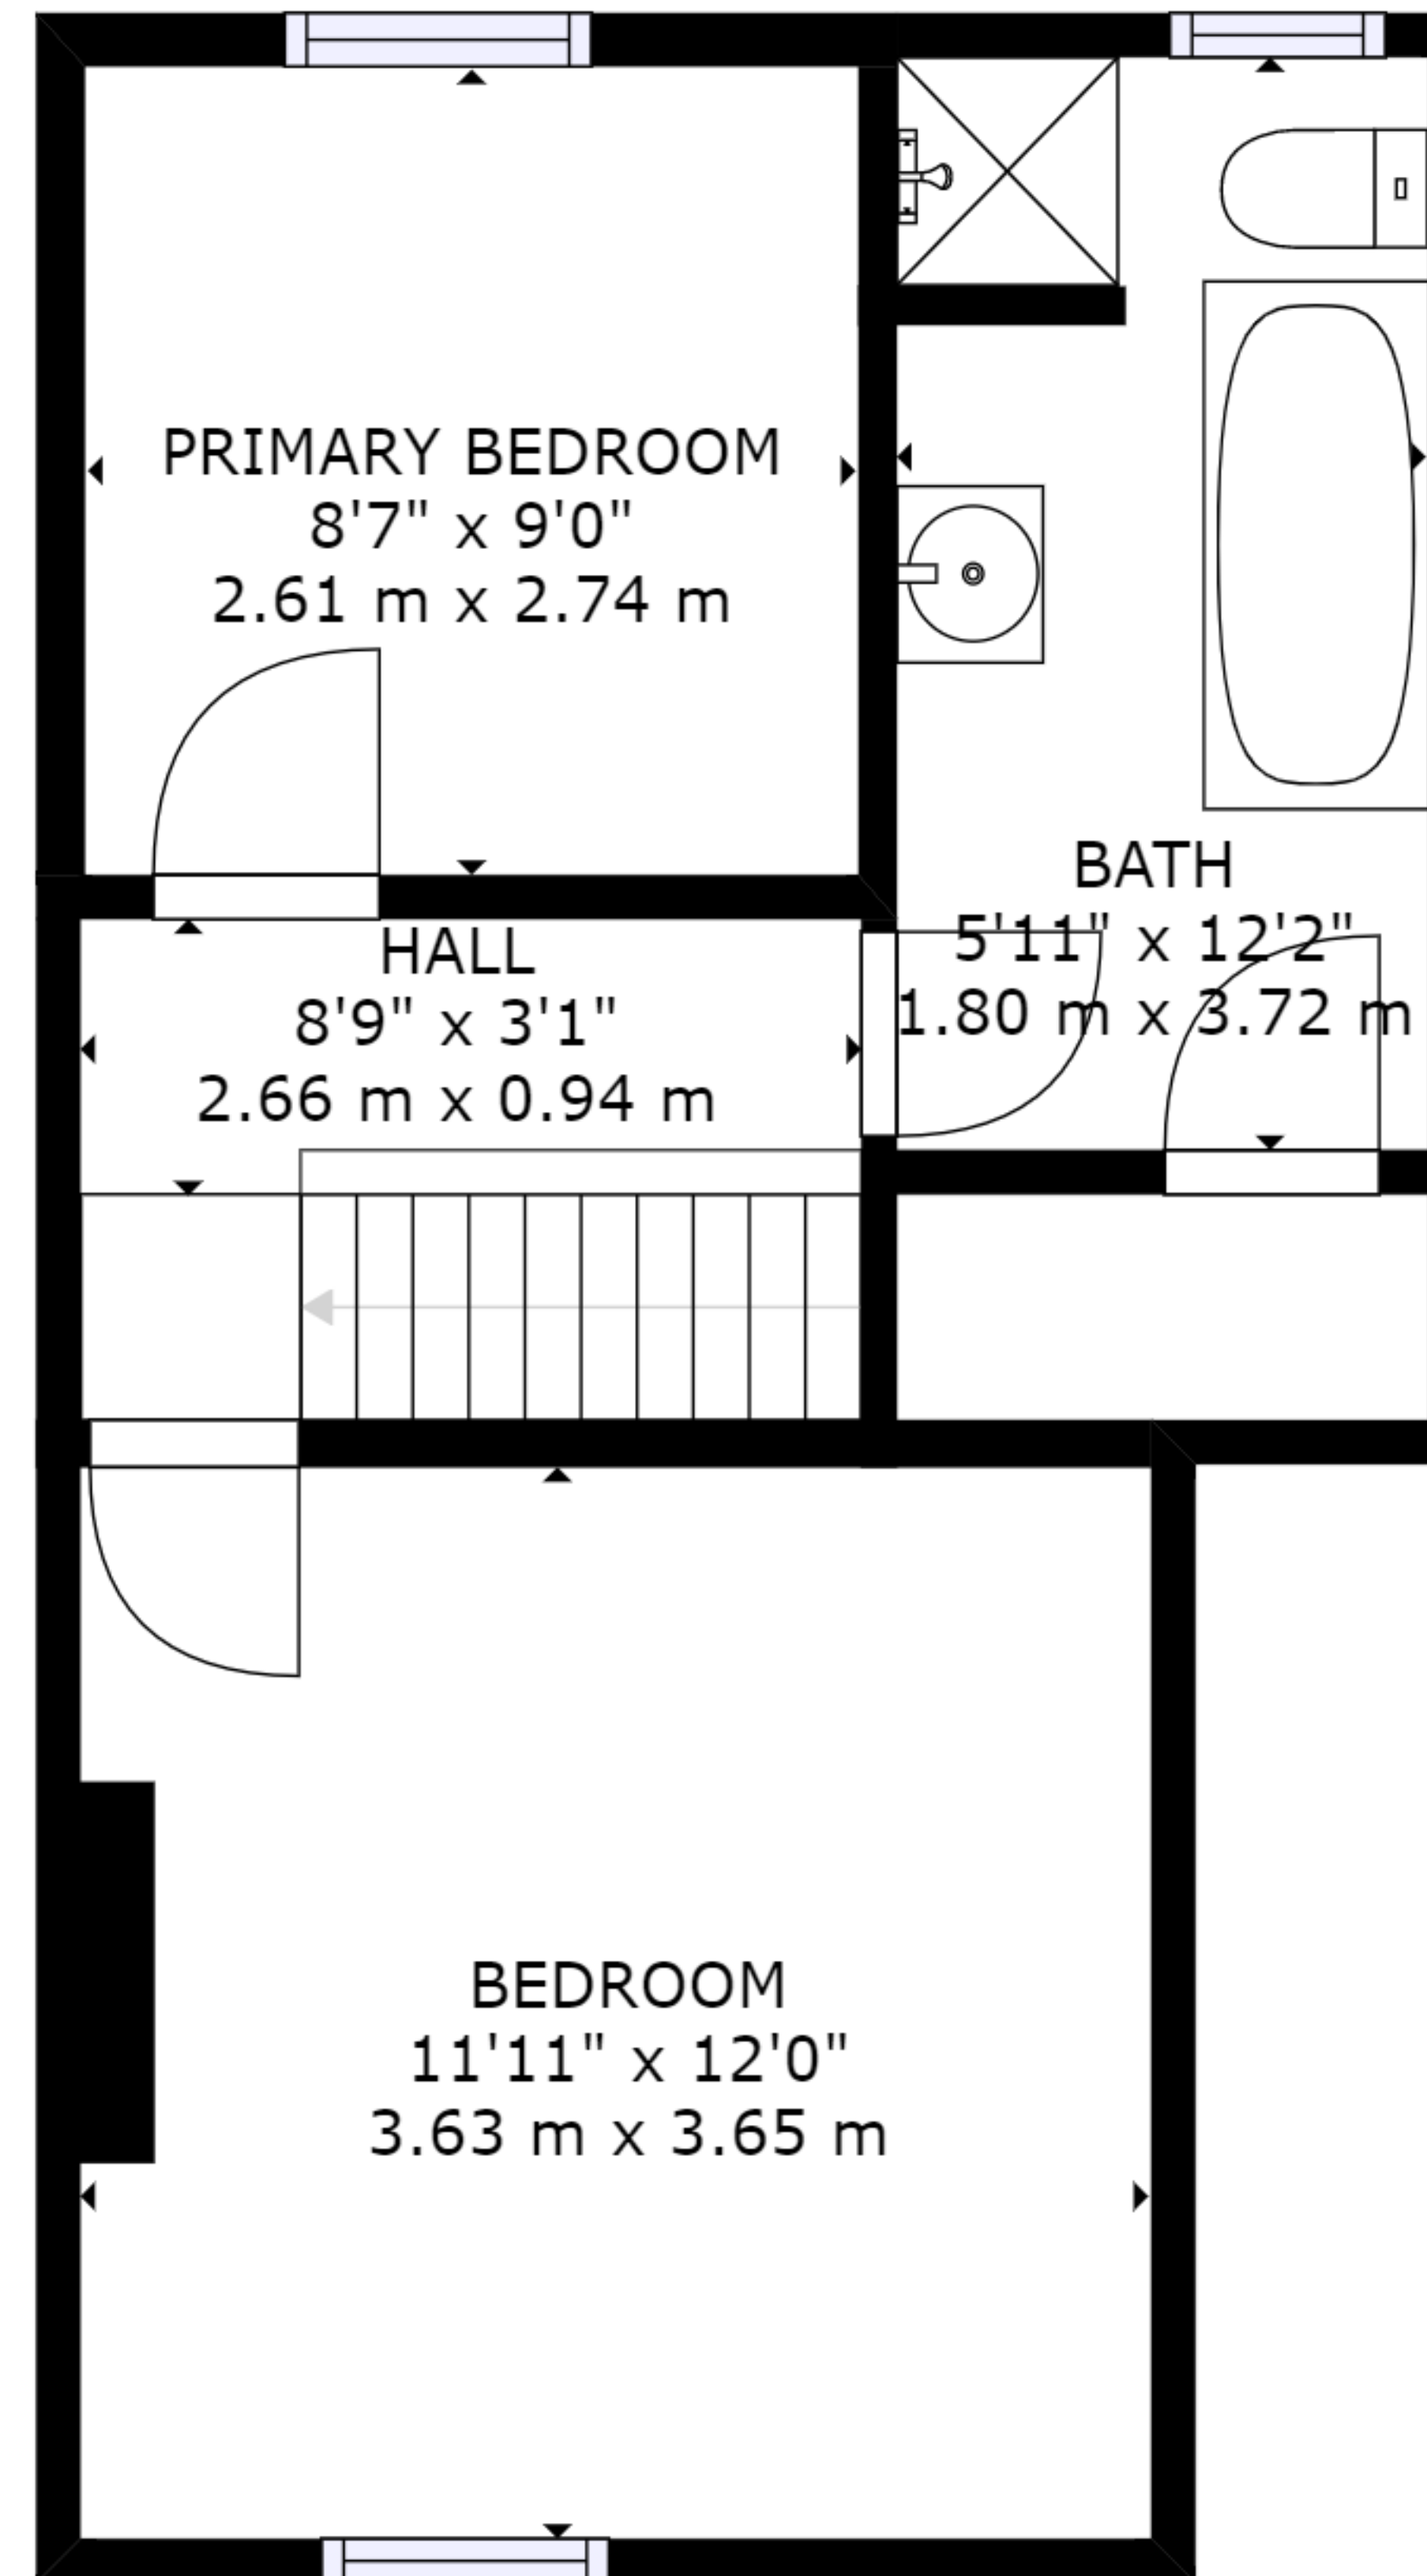 PRIMARY BEDROOM
8'7" x 9'0"
2.61 m x 2.74 m
BATH
5'11" x 12'2"
1.80 m x 3.72 m
HALL
8'9" x 3'1"
2.66 m x 0.94 m
BEDROOM
11'11" x 12'0"
3.63 m x 3.65 m